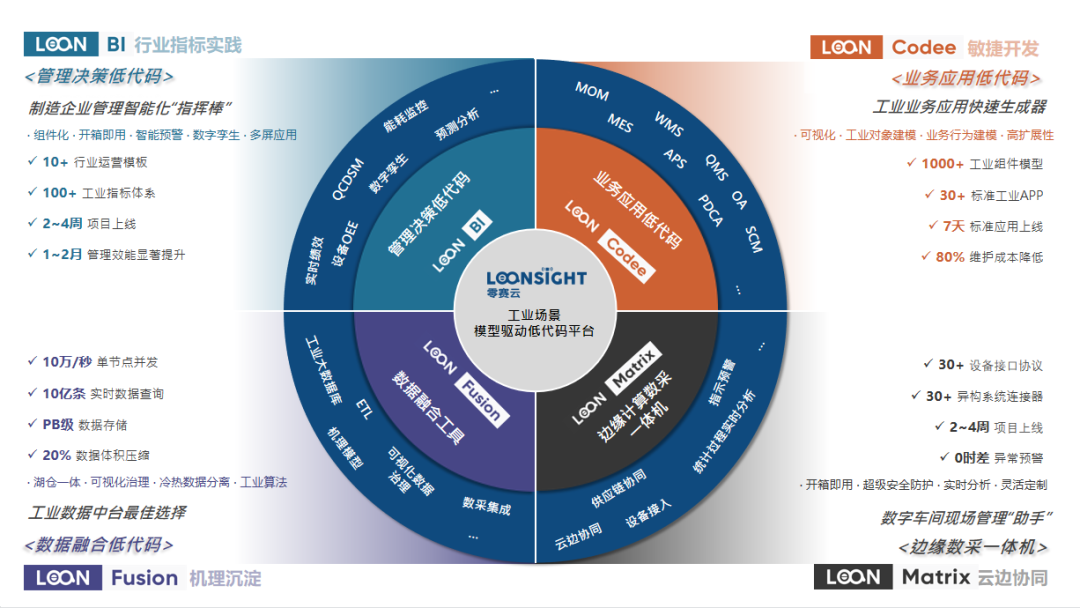 LOON BI 行业指标实践
<管理决策低代码>
制造企业管理智能化“指挥棒”
· 组件化 · 开箱即用 · 智能预警 · 数字孪生 · 多屏应用
✓ 10+ 行业运营模板
✓ 100+ 工业指标体系
✓ 2~4周 项目上线
✓ 1~2月 管理效能显著提升
LOON Codee 敏捷开发
<业务应用低代码>
工业业务应用快速生成器
· 可视化 · 工业对象建模 · 业务行为建模 · 高扩展性
✓ 1000+ 工业组件模型
✓ 30+ 标准工业APP
✓ 7天 标准应用上线
✓ 80% 维护成本降低
...
能耗监控
预测分析
QCDSM
数字孪生
设备OEE
实时绩效
管理决策低代码
LOON BI
MOM
MES
WMS
APS
QMS
PDCA
OA
SCM
...
业务应用低代码
LOON Codee
LOONSIGHT
零赛云
工业场景
模型驱动低代码平台
LOON Fusion
数据融合工具
工业大数据库
ETL
机理模型
可视化数据
治理
数采集成
...
LOON Matrix
边缘计算数采
一体机
...
指示预警
统计过程实时分析
供应链协同
设备接入
云边协同
✓ 10万/秒 单节点并发
✓ 10亿条 实时数据查询
✓ PB级 数据存储
✓ 20% 数据体积压缩
· 湖仓一体 · 可视化治理 · 冷热数据分离 · 工业算法
工业数据中台最佳选择
<数据融合低代码>
LOON Fusion 机理沉淀
✓ 30+ 设备接口协议
✓ 30+ 异构系统连接器
✓ 2~4周 项目上线
✓ 0时差 异常预警
· 开箱即用 · 超级安全防护 · 实时分析 · 灵活定制
数字车间现场管理“助手”
<边缘数采一体机>
LOON Matrix 云边协同